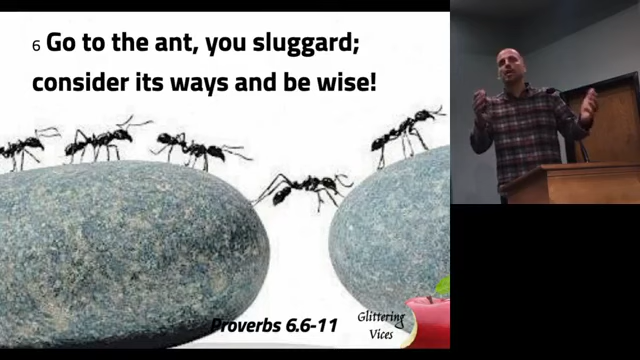 6 Go to the ant, you sluggard;
consider its ways and be wise!
Proverbs 6.6-11
Glittering
Vices